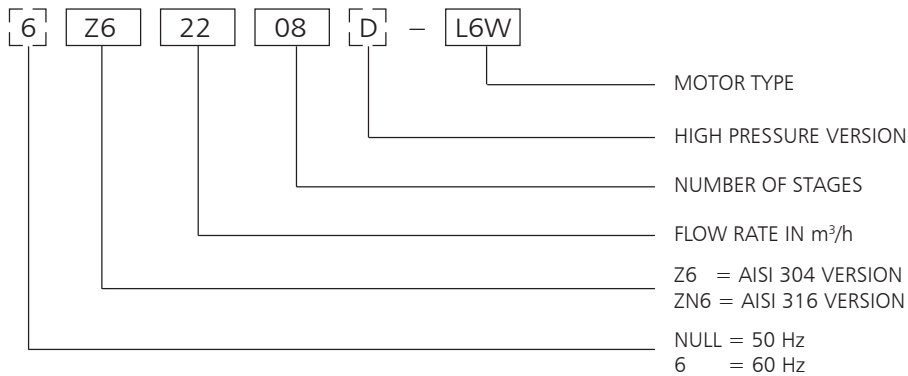 6 Z6 22 08 D – L6W
MOTOR TYPE
HIGH PRESSURE VERSION
NUMBER OF STAGES
FLOW RATE IN m³/h
Z6 = AISI 304 VERSION
ZN6 = AISI 316 VERSION
NULL = 50 Hz
6 = 60 Hz